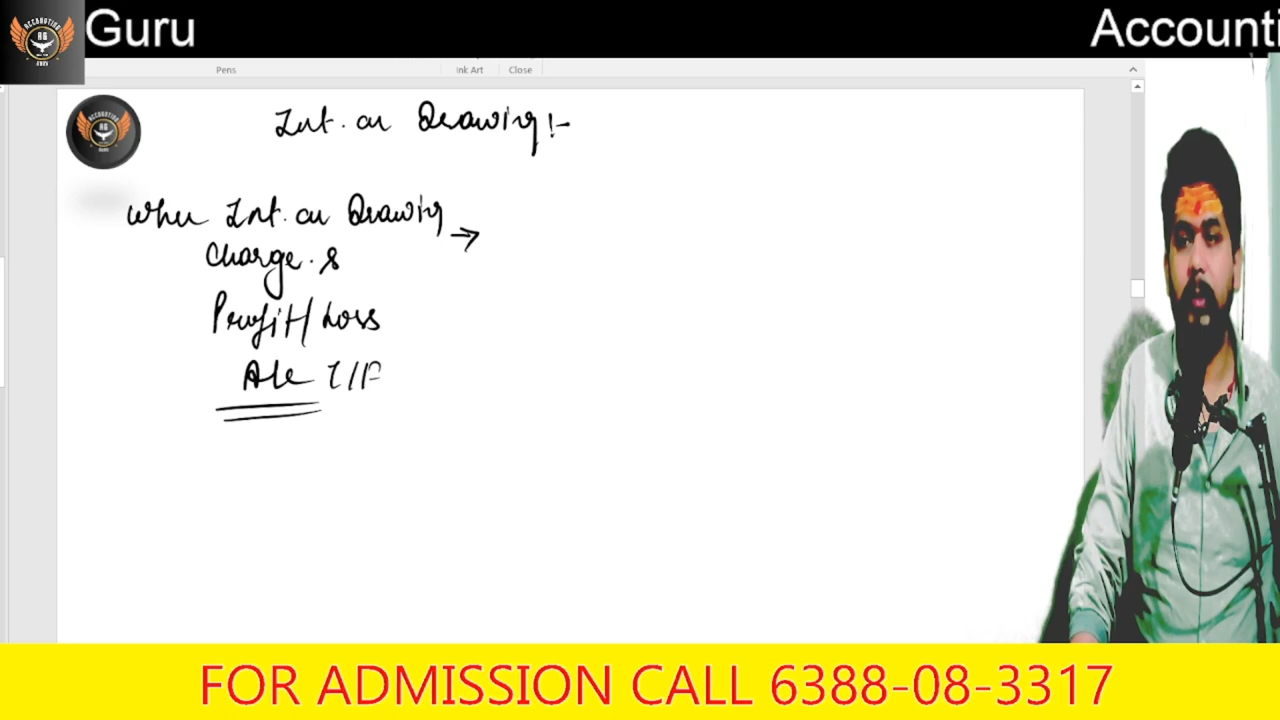 Guru
Accounti
Pens
Ink Art
Close
Int. on Drawing :-
When Int. on Drawing →
Charge. &
Profit/Loss
A/c
FOR ADMISSION CALL 6388-08-3317